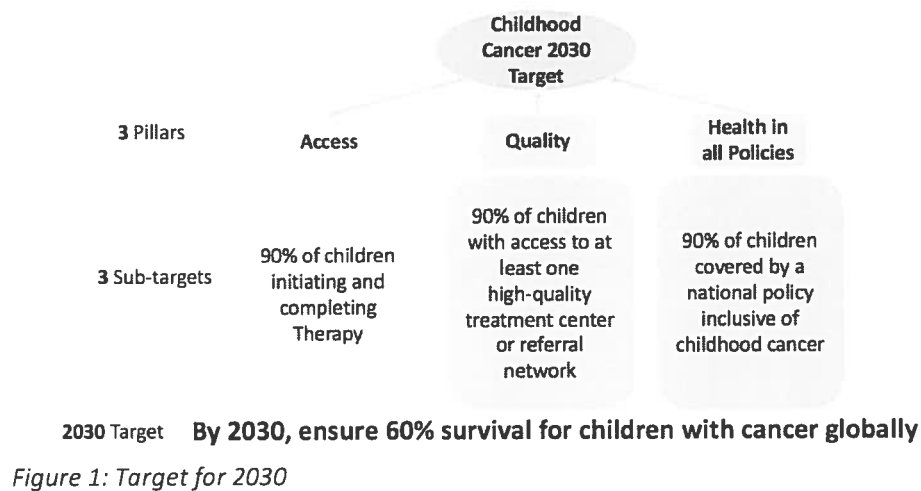 Childhood
Cancer 2030
Target
3 Pillars
Access
Quality
Health in
all Policies
3 Sub-targets
90% of children
initiating and
completing
Therapy
90% of children
with access to at
least one
high-quality
treatment center
or referral
network
90% of children
covered by a
national policy
inclusive of
childhood cancer
2030 Target By 2030, ensure 60% survival for children with cancer globally
Figure 1: Target for 2030